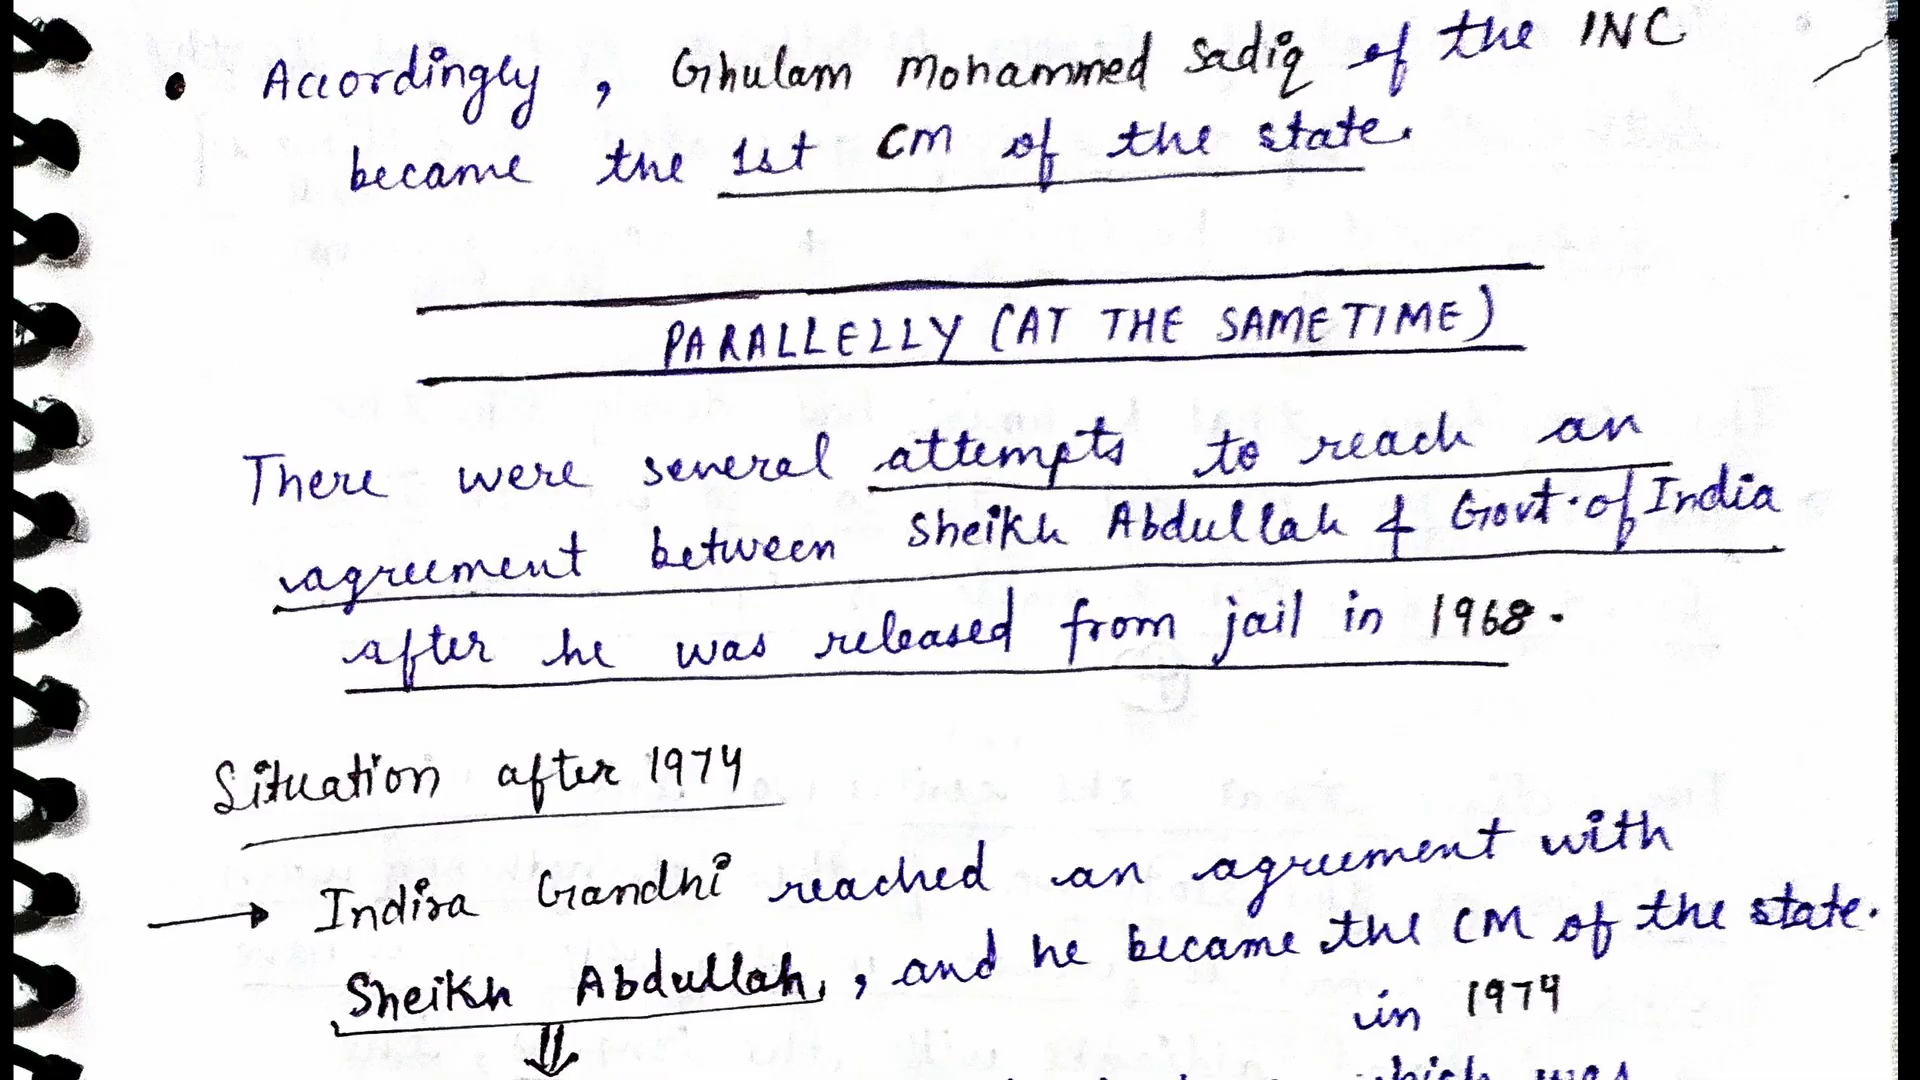 • Accordingly, Ghulam Mohammed Sadiq of the INC
became the 1st CM of the state.
PARALLELLY (AT THE SAME TIME)
There were several attempts to reach an
agreement between Sheikh Abdullah & Govt. of India
after he was released from jail in 1968.
Situation after 1974
→ Indira Gandhi reached an agreement with
Sheikh Abdullah, and he became the CM of the state.
in 1974
which was